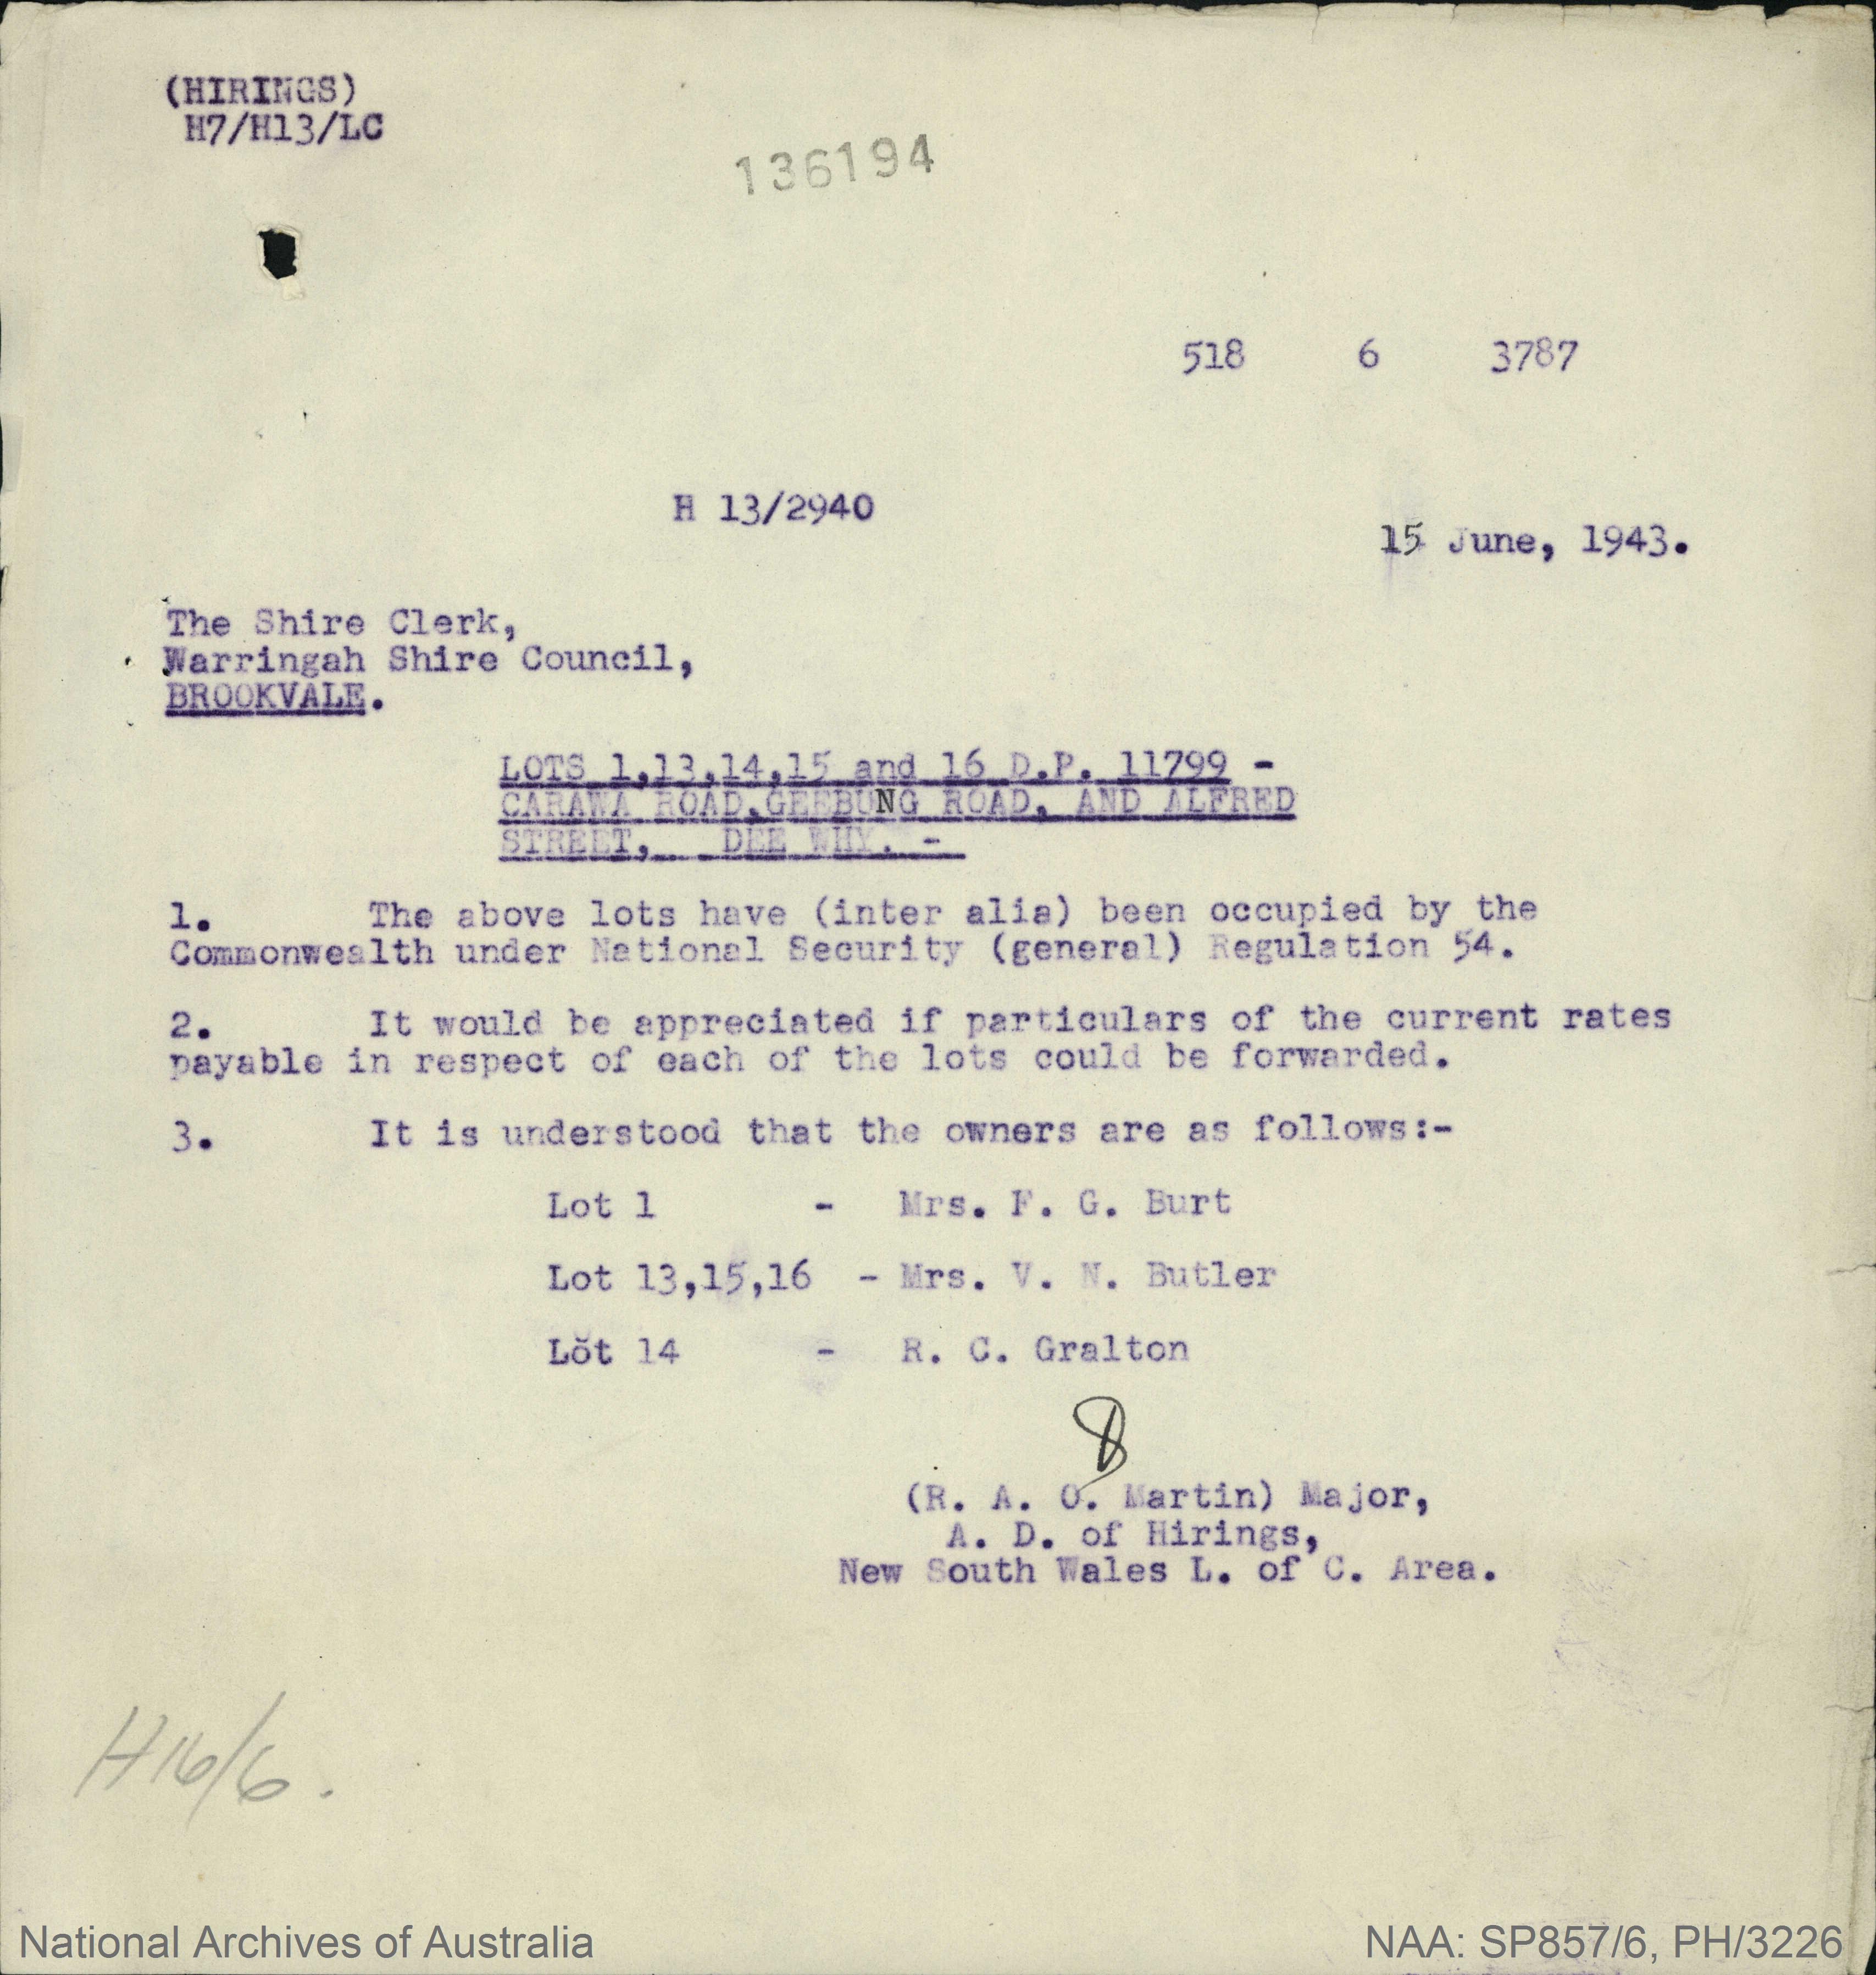 (HIRINGS)
H7/H13/LC
136194
518 6 3787
H 13/2940
15 June, 1943.
The Shire Clerk,
Warringah Shire Council,
BROOKVALE.
LOTS 1,13,14,15 and 16 D.P. 11799 -
CARAWA ROAD,GEEBUNG ROAD, AND ALFRED
STREET, DEE WHY. -
1. The above lots have (inter alia) been occupied by the
Commonwealth under National Security (general) Regulation 54.
2. It would be appreciated if particulars of the current rates
payable in respect of each of the lots could be forwarded.
3. It is understood that the owners are as follows:-
Lot 1 - Mrs. F. G. Burt
Lot 13,15,16 - Mrs. V. N. Butler
Lot 14 - R. C. Gralton
(R. A. O. Martin) Major,
A. D. of Hirings,
New South Wales L. of C. Area.
H16/6.
National Archives of Australia
NAA: SP857/6, PH/3226